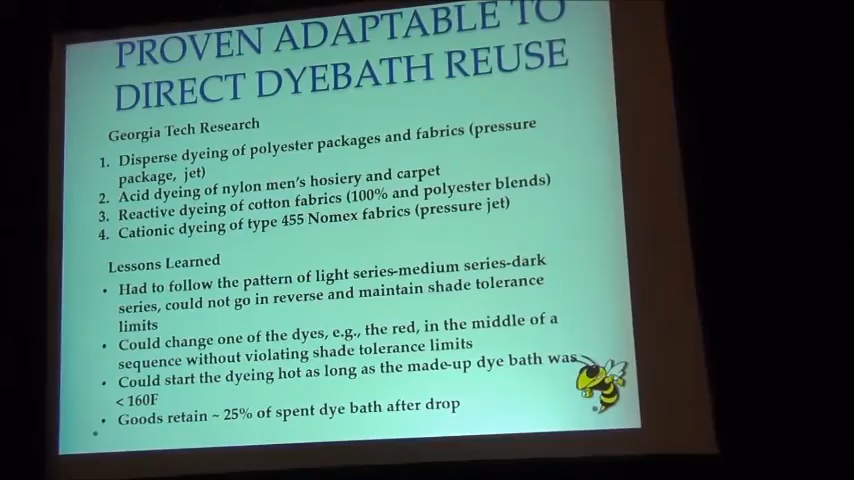 PROVEN ADAPTABLE TO
DIRECT DYEBATH REUSE
Georgia Tech Research
1. Disperse dyeing of polyester packages and fabrics (pressure
package, jet)
2. Acid dyeing of nylon men's hosiery and carpet
3. Reactive dyeing of cotton fabrics (100% and polyester blends)
4. Cationic dyeing of type 455 Nomex fabrics (pressure jet)
Lessons Learned
• Had to follow the pattern of light series-medium series-dark
series, could not go in reverse and maintain shade tolerance
limits
• Could change one of the dyes, e.g., the red, in the middle of a
sequence without violating shade tolerance limits
• Could start the dyeing hot as long as the made-up dye bath was
< 160F
• Goods retain ~ 25% of spent dye bath after drop
•